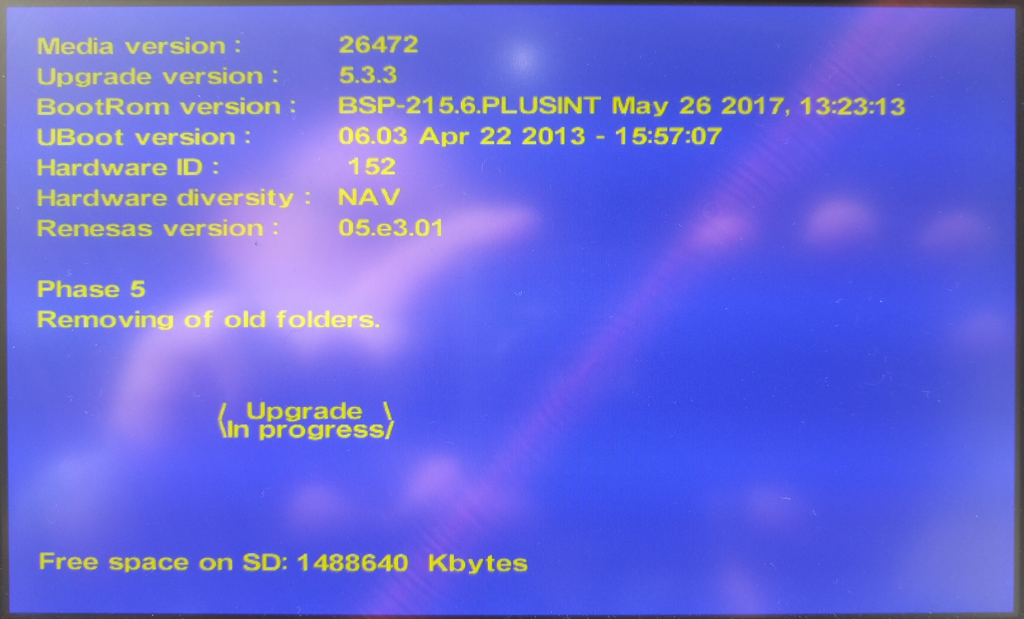 Media version : 26472
Upgrade version : 5.3.3
BootRom version : BSP-215.6.PLUSINT May 26 2017, 13:23:13
UBoot version : 06.03 Apr 22 2013 - 15:57:07
Hardware ID : 152
Hardware diversity : NAV
Renesas version : 05.e3.01
Phase 5
Removing of old folders.
/ Upgrade \
\In progress/
Free space on SD: 1488640 Kbytes